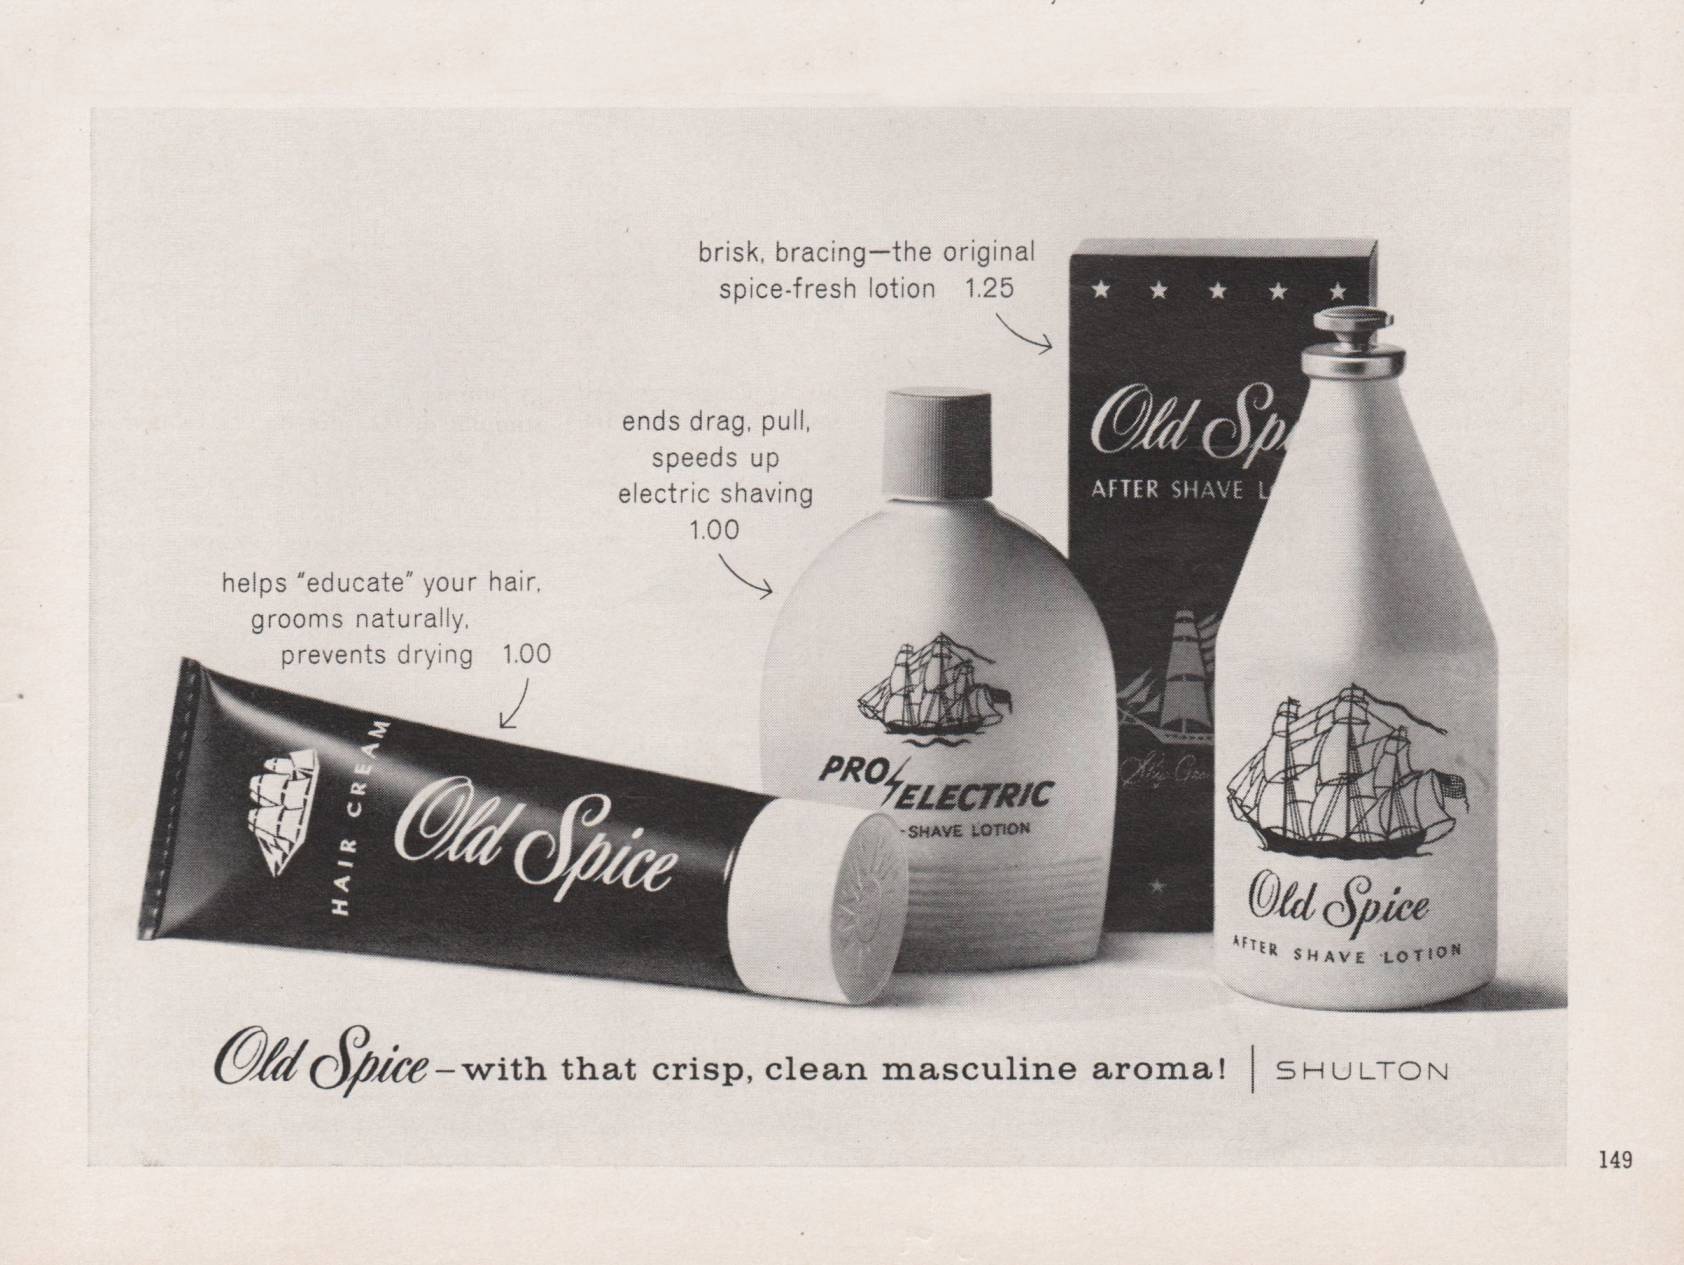 brisk, bracing—the original
spice-fresh lotion 1.25
ends drag, pull,
speeds up
electric shaving
1.00
helps "educate" your hair,
grooms naturally,
prevents drying 1.00
Old
AFTER SHAVE
HAIR CREAM
Old Spice
PRO
ELECTRIC
-SHAVE LOTION
Old Spice
AFTER SHAVE LOTION
Old Spice – with that crisp, clean masculine aroma! | SHULTON
149